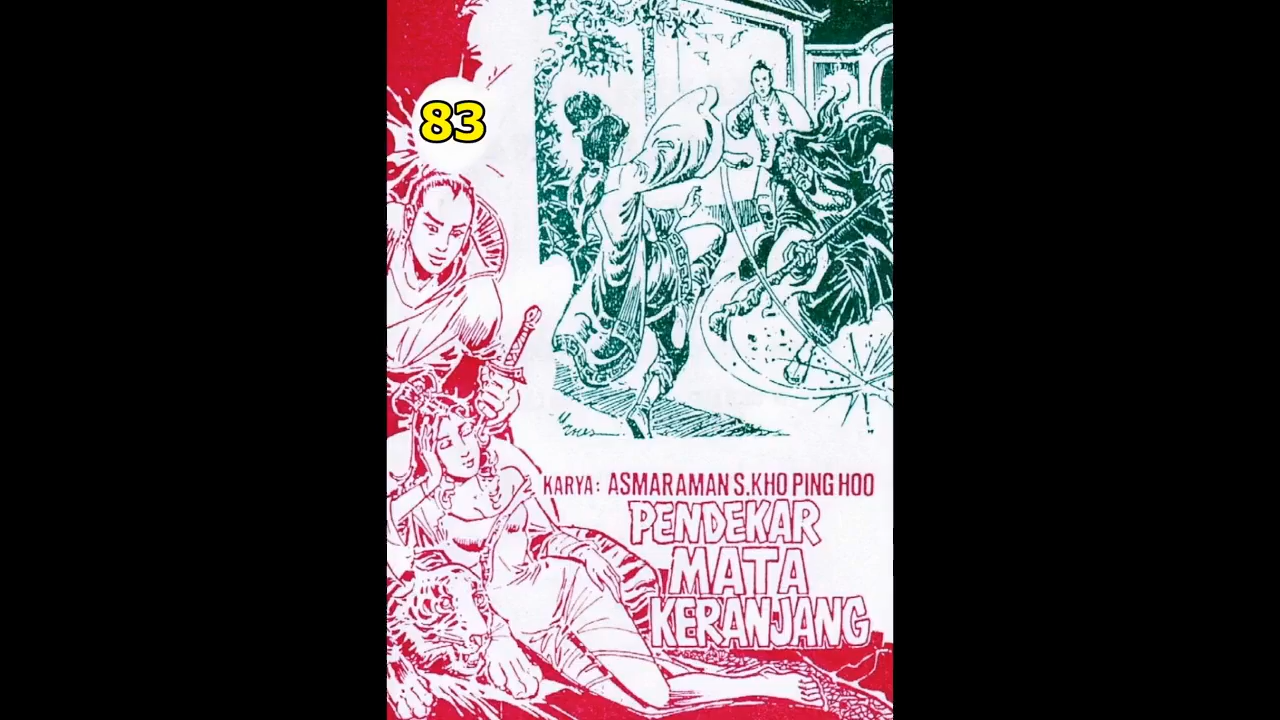 83
KARYA: ASMARAMAN S.KHO PING HOO
PENDEKAR
MATA
KERANJANG